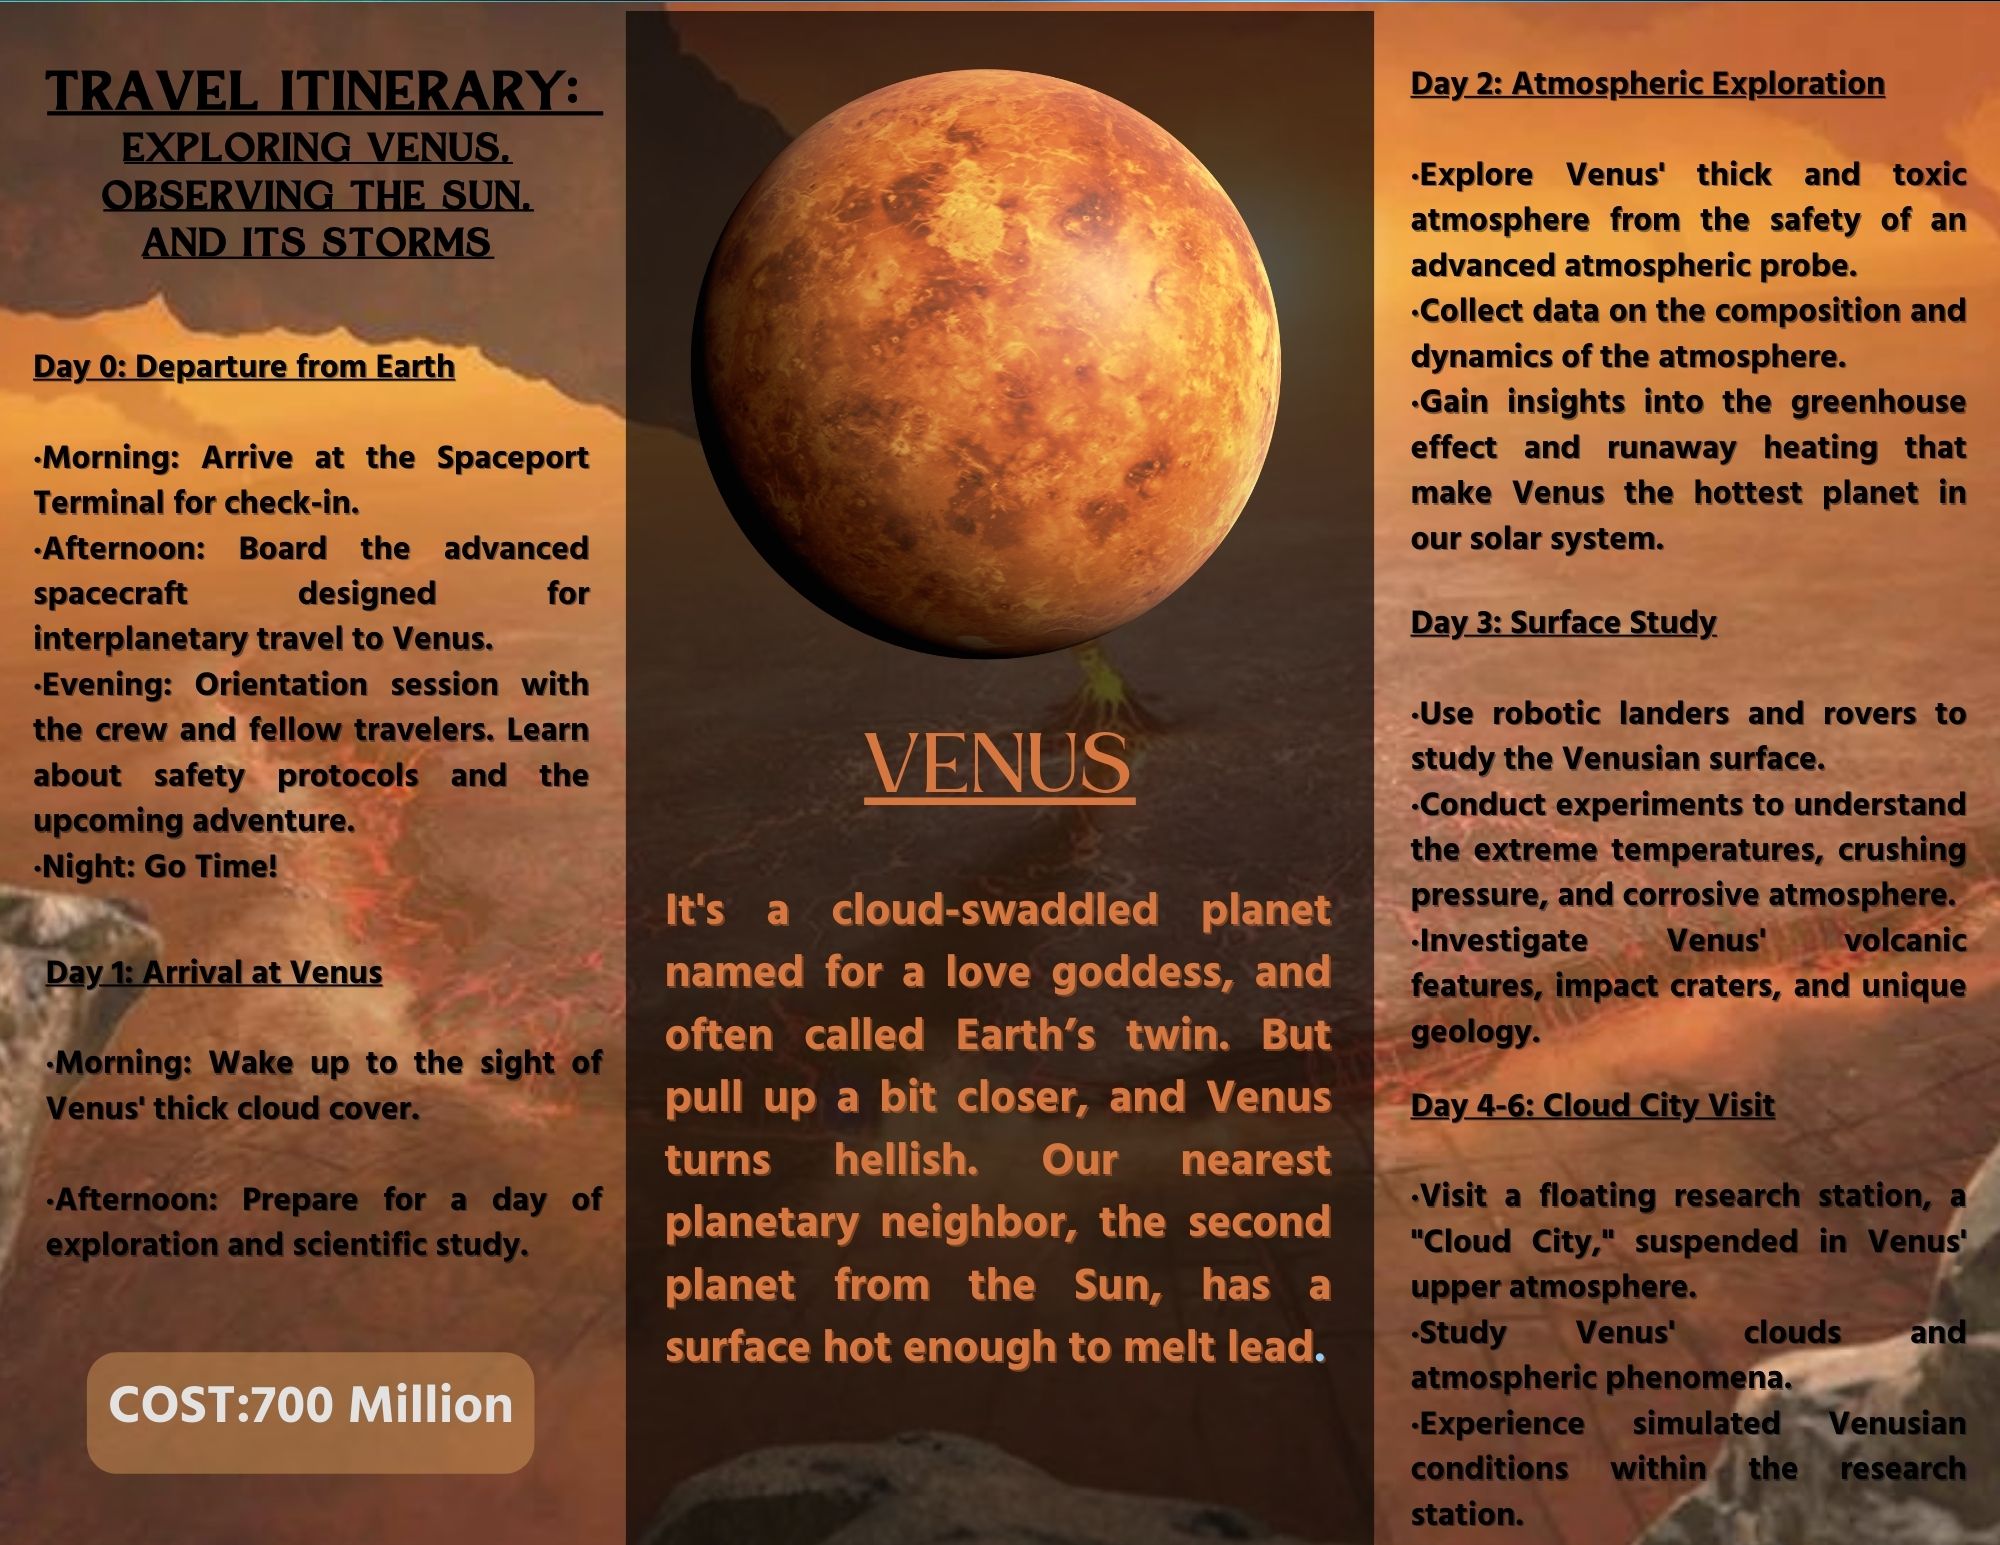 TRAVEL ITINERARY:
EXPLORING VENUS,
OBSERVING THE SUN,
AND ITS STORMS
Day 0: Departure from Earth
·Morning: Arrive at the Spaceport
Terminal for check-in.
·Afternoon: Board the advanced
spacecraft designed for
interplanetary travel to Venus.
·Evening: Orientation session with
the crew and fellow travelers. Learn
about safety protocols and the
upcoming adventure.
·Night: Go Time!
Day 1: Arrival at Venus
·Morning: Wake up to the sight of
Venus' thick cloud cover.
·Afternoon: Prepare for a day of
exploration and scientific study.
COST:700 Million
VENUS
It's a cloud-swaddled planet
named for a love goddess, and
often called Earth’s twin. But
pull up a bit closer, and Venus
turns hellish. Our nearest
planetary neighbor, the second
planet from the Sun, has a
surface hot enough to melt lead.
Day 2: Atmospheric Exploration
·Explore Venus' thick and toxic
atmosphere from the safety of an
advanced atmospheric probe.
·Collect data on the composition and
dynamics of the atmosphere.
·Gain insights into the greenhouse
effect and runaway heating that
make Venus the hottest planet in
our solar system.
Day 3: Surface Study
·Use robotic landers and rovers to
study the Venusian surface.
·Conduct experiments to understand
the extreme temperatures, crushing
pressure, and corrosive atmosphere.
·Investigate Venus' volcanic
features, impact craters, and unique
geology.
Day 4-6: Cloud City Visit
·Visit a floating research station, a
"Cloud City," suspended in Venus'
upper atmosphere.
·Study Venus' clouds and
atmospheric phenomena.
·Experience simulated Venusian
conditions within the research
station.